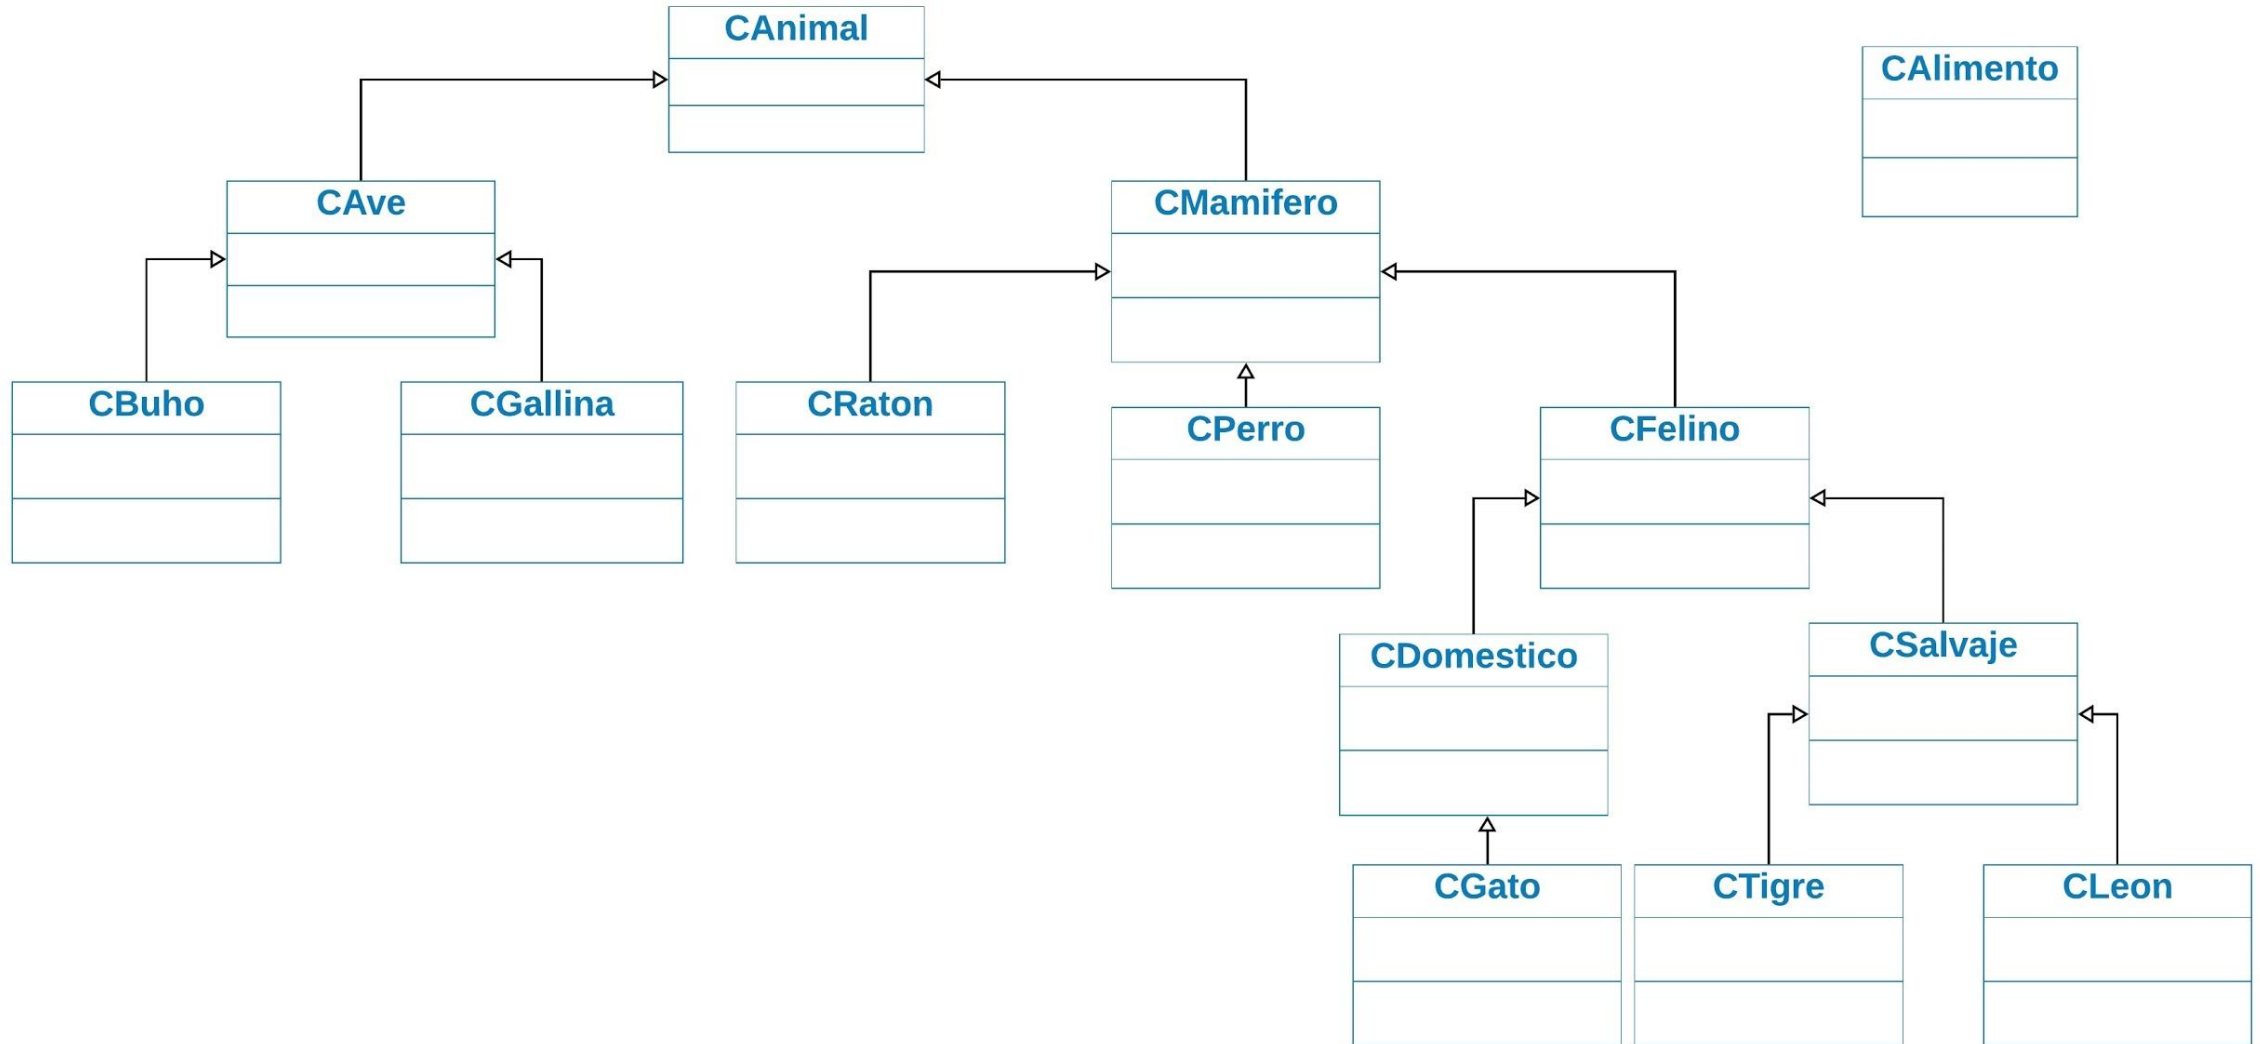 CAnimal
CAlimento
CAve
CMamifero
CBuho
CGallina
CRaton
CPerro
CFelino
CDomestico
CSalvaje
CGato
CTigre
CLeon